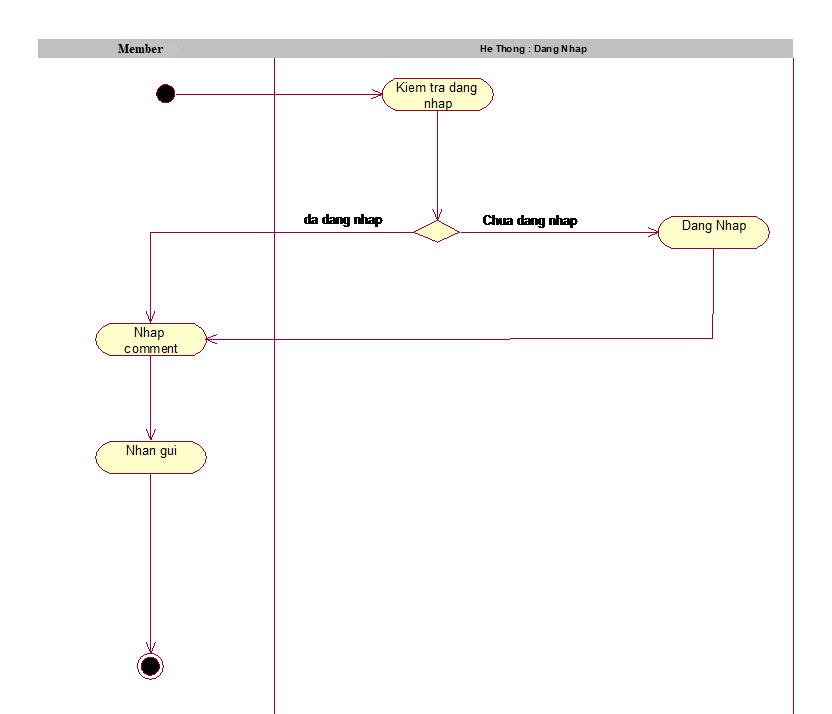 Member
He Thong : Dang Nhap
Kiem tra dang
nhap
da dang nhap
Chua dang nhap
Dang Nhap
Nhap
comment
Nhan gui